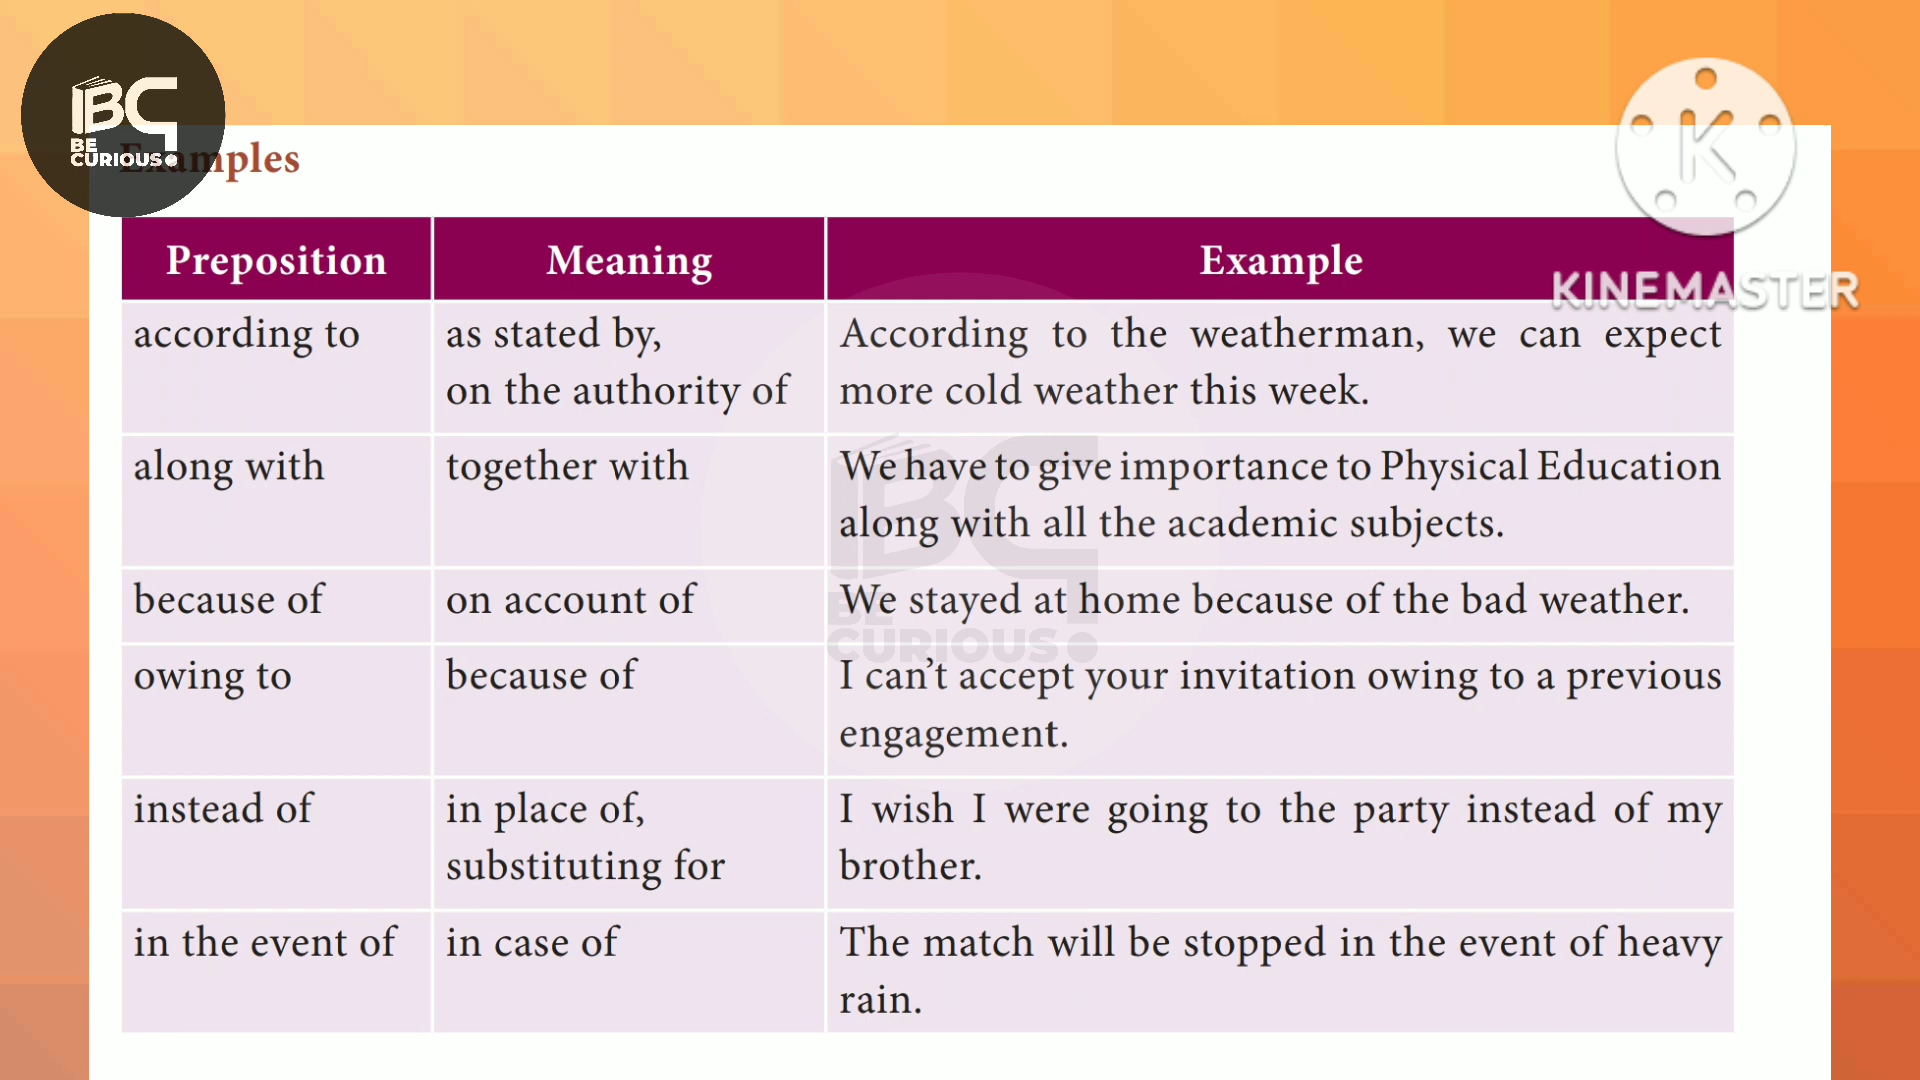 BC
BE
CURIOUS.
Examples
K
KINEMASTER
Preposition Meaning Example
according to as stated by, According to the weatherman, we can expect
on the authority of more cold weather this week.
along with together with We have to give importance to Physical Education
along with all the academic subjects.
because of on account of We stayed at home because of the bad weather.
owing to because of I can’t accept your invitation owing to a previous
engagement.
instead of in place of, I wish I were going to the party instead of my
substituting for brother.
in the event of in case of The match will be stopped in the event of heavy
rain.
BC
BE
CURIOUS.